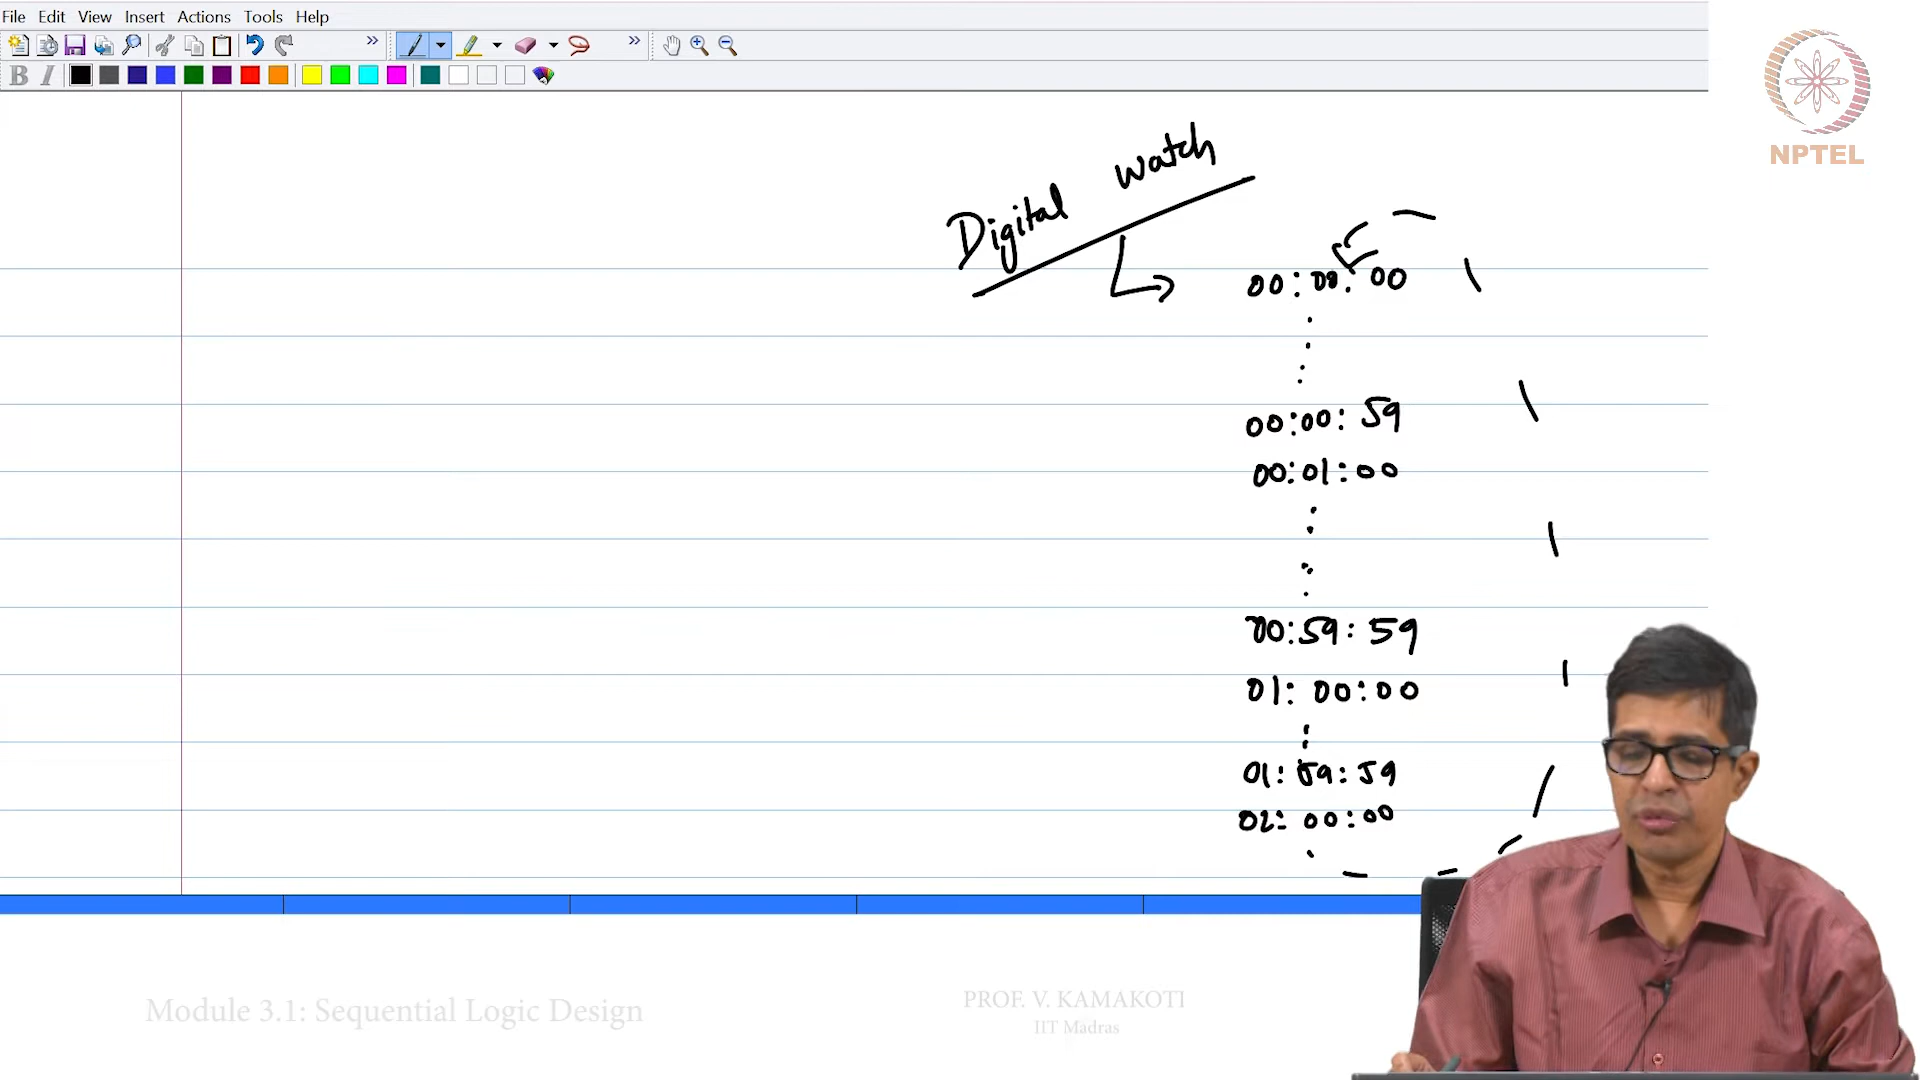 File Edit View Insert Actions Tools Help
B I
NPTEL
Digital watch
00:00:00
00:00:59
00:01:00
00:59:59
01:00:00
01:59:59
02:00:00
Module 3.1: Sequential Logic Design
PROF. V. KAMAKOTI
IIT Madras